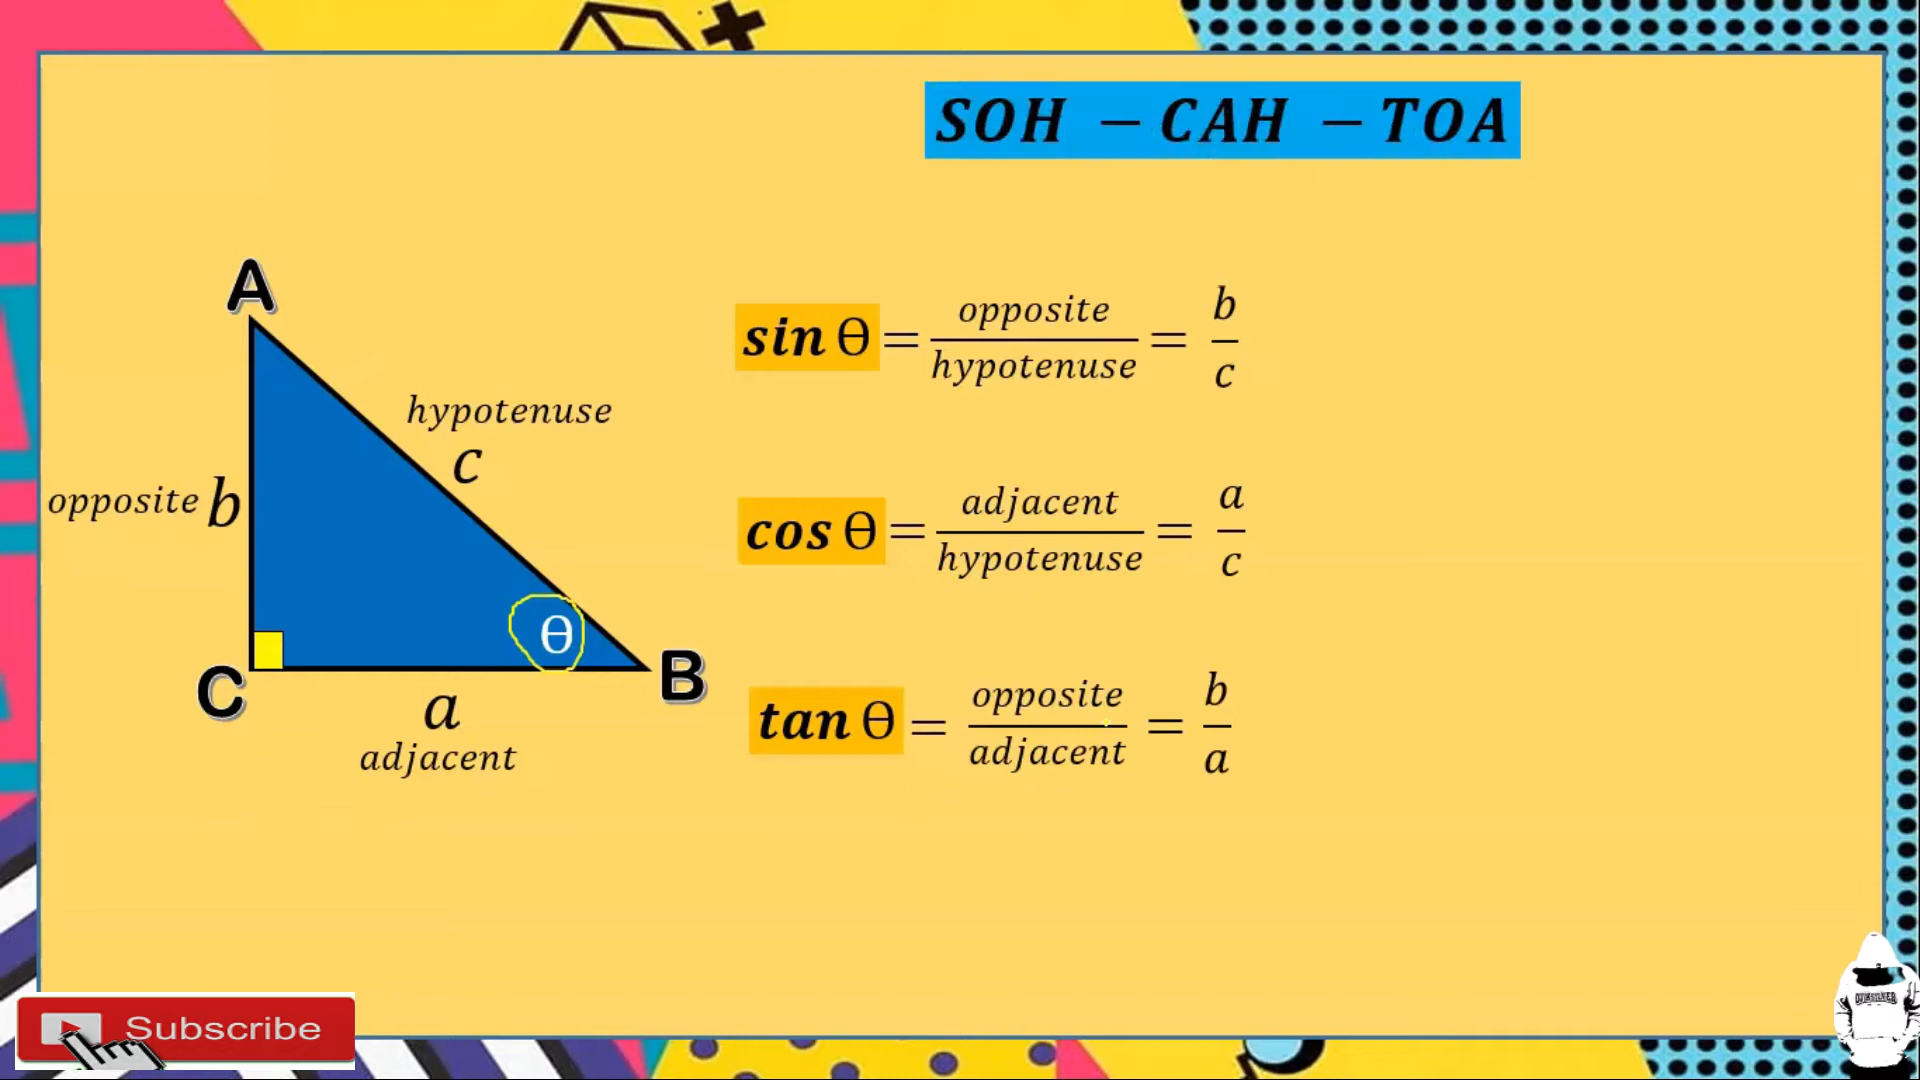 SOH – CAH – TOA
A
hypotenuse
c
opposite b
θ
C
B
a
adjacent
sin θ = opposite/hypotenuse = b/c
cos θ = adjacent/hypotenuse = a/c
tan θ = opposite/adjacent = b/a
Subscribe